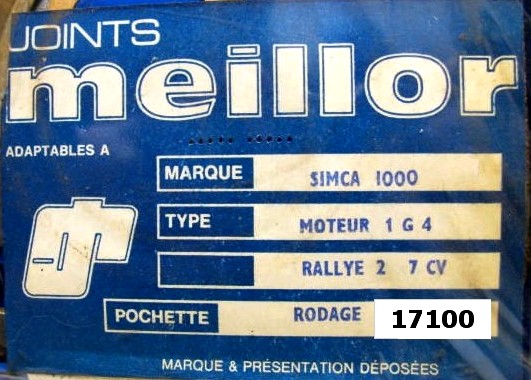 JOINTS
meillor
ADAPTABLES A
MARQUE SIMCA 1000
TYPE MOTEUR 1 G 4
RALLYE 2 7 CV
POCHETTE RODAGE 17100
MARQUE & PRÉSENTATION DÉPOSÉES